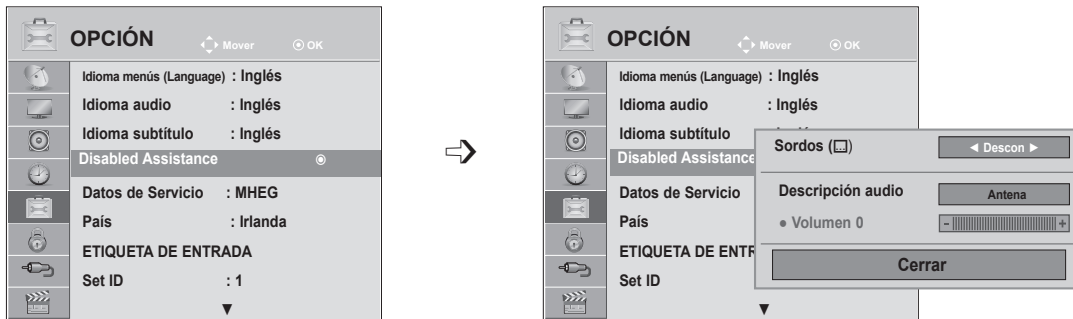 OPCIÓN Mover OK
Idioma menús (Language) : Inglés
Idioma audio : Inglés
Idioma subtítulo : Inglés
Disabled Assistance
Datos de Servicio : MHEG
País : Irlanda
ETIQUETA DE ENTRADA
Set ID : 1
OPCIÓN Mover OK
Idioma menús (Language) : Inglés
Idioma audio : Inglés
Idioma subtítulo
Disabled Assistance
Datos de Servicio
País
ETIQUETA DE ENTR
Set ID
Sordos ( ) ◄ Descon ►
Descripción audio Antena
● Volumen 0 - +
Cerrar